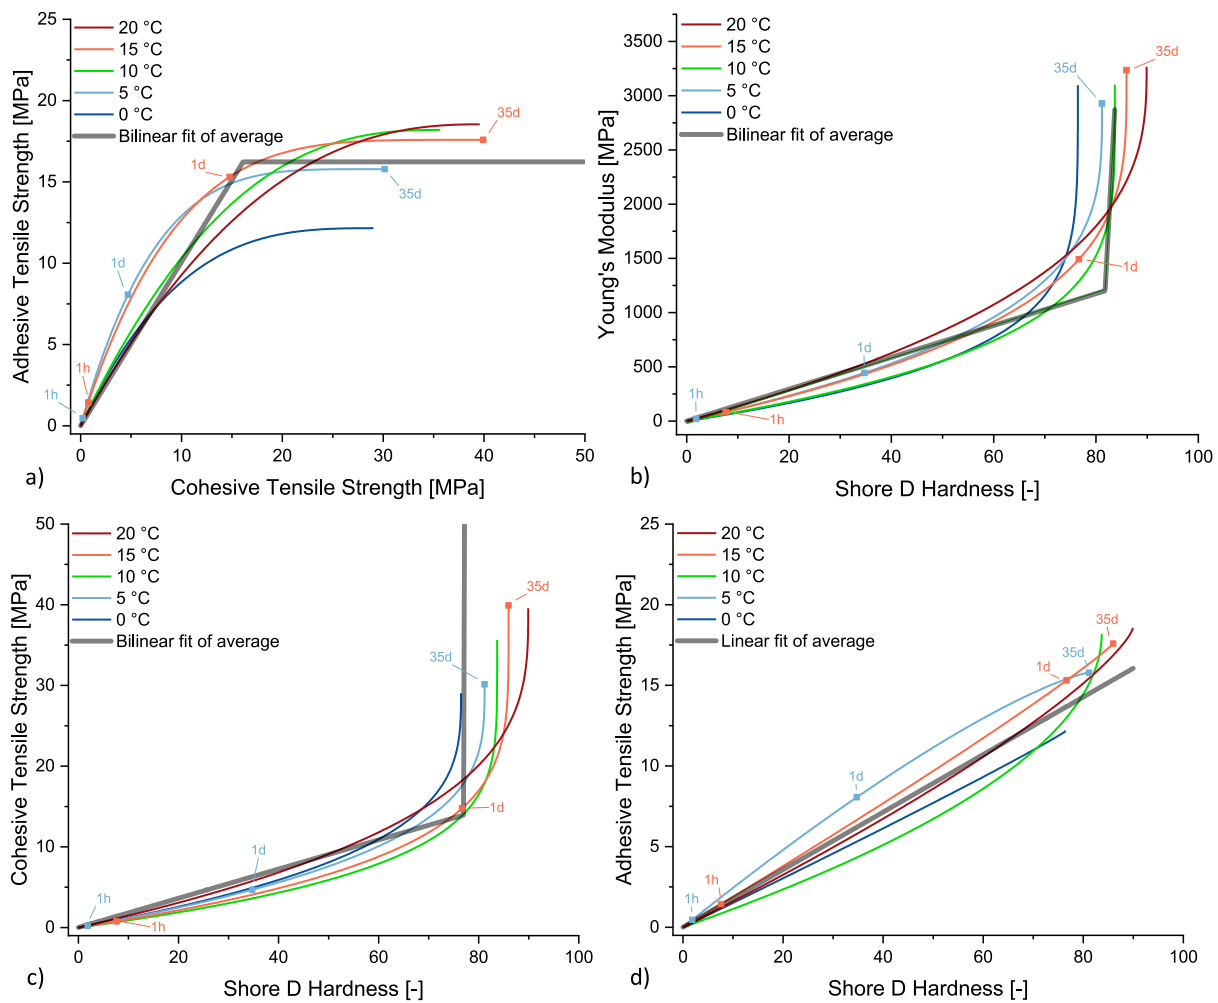 25
20
15
10
5
0
Adhesive Tensile Strength [MPa]
20 °C
15 °C
10 °C
5 °C
0 °C
Bilinear fit of average
35d
1d
35d
1d
1h
1h
0 10 20 30 40 50
a)
Cohesive Tensile Strength [MPa]
3500
3000
2500
2000
1500
1000
500
0
Young's Modulus [MPa]
20 °C
15 °C
10 °C
5 °C
0 °C
Bilinear fit of average
35d
35d
1d
1d
1h
1h
0 20 40 60 80 100
b)
Shore D Hardness [-]
50
40
30
20
10
0
Cohesive Tensile Strength [MPa]
20 °C
15 °C
10 °C
5 °C
0 °C
Bilinear fit of average
35d
35d
1d
1d
1h
1h
0 20 40 60 80 100
c)
Shore D Hardness [-]
25
20
15
10
5
0
Adhesive Tensile Strength [MPa]
20 °C
15 °C
10 °C
5 °C
0 °C
Linear fit of average
35d
35d
1d
1d
1h
1h
0 20 40 60 80 100
d)
Shore D Hardness [-]